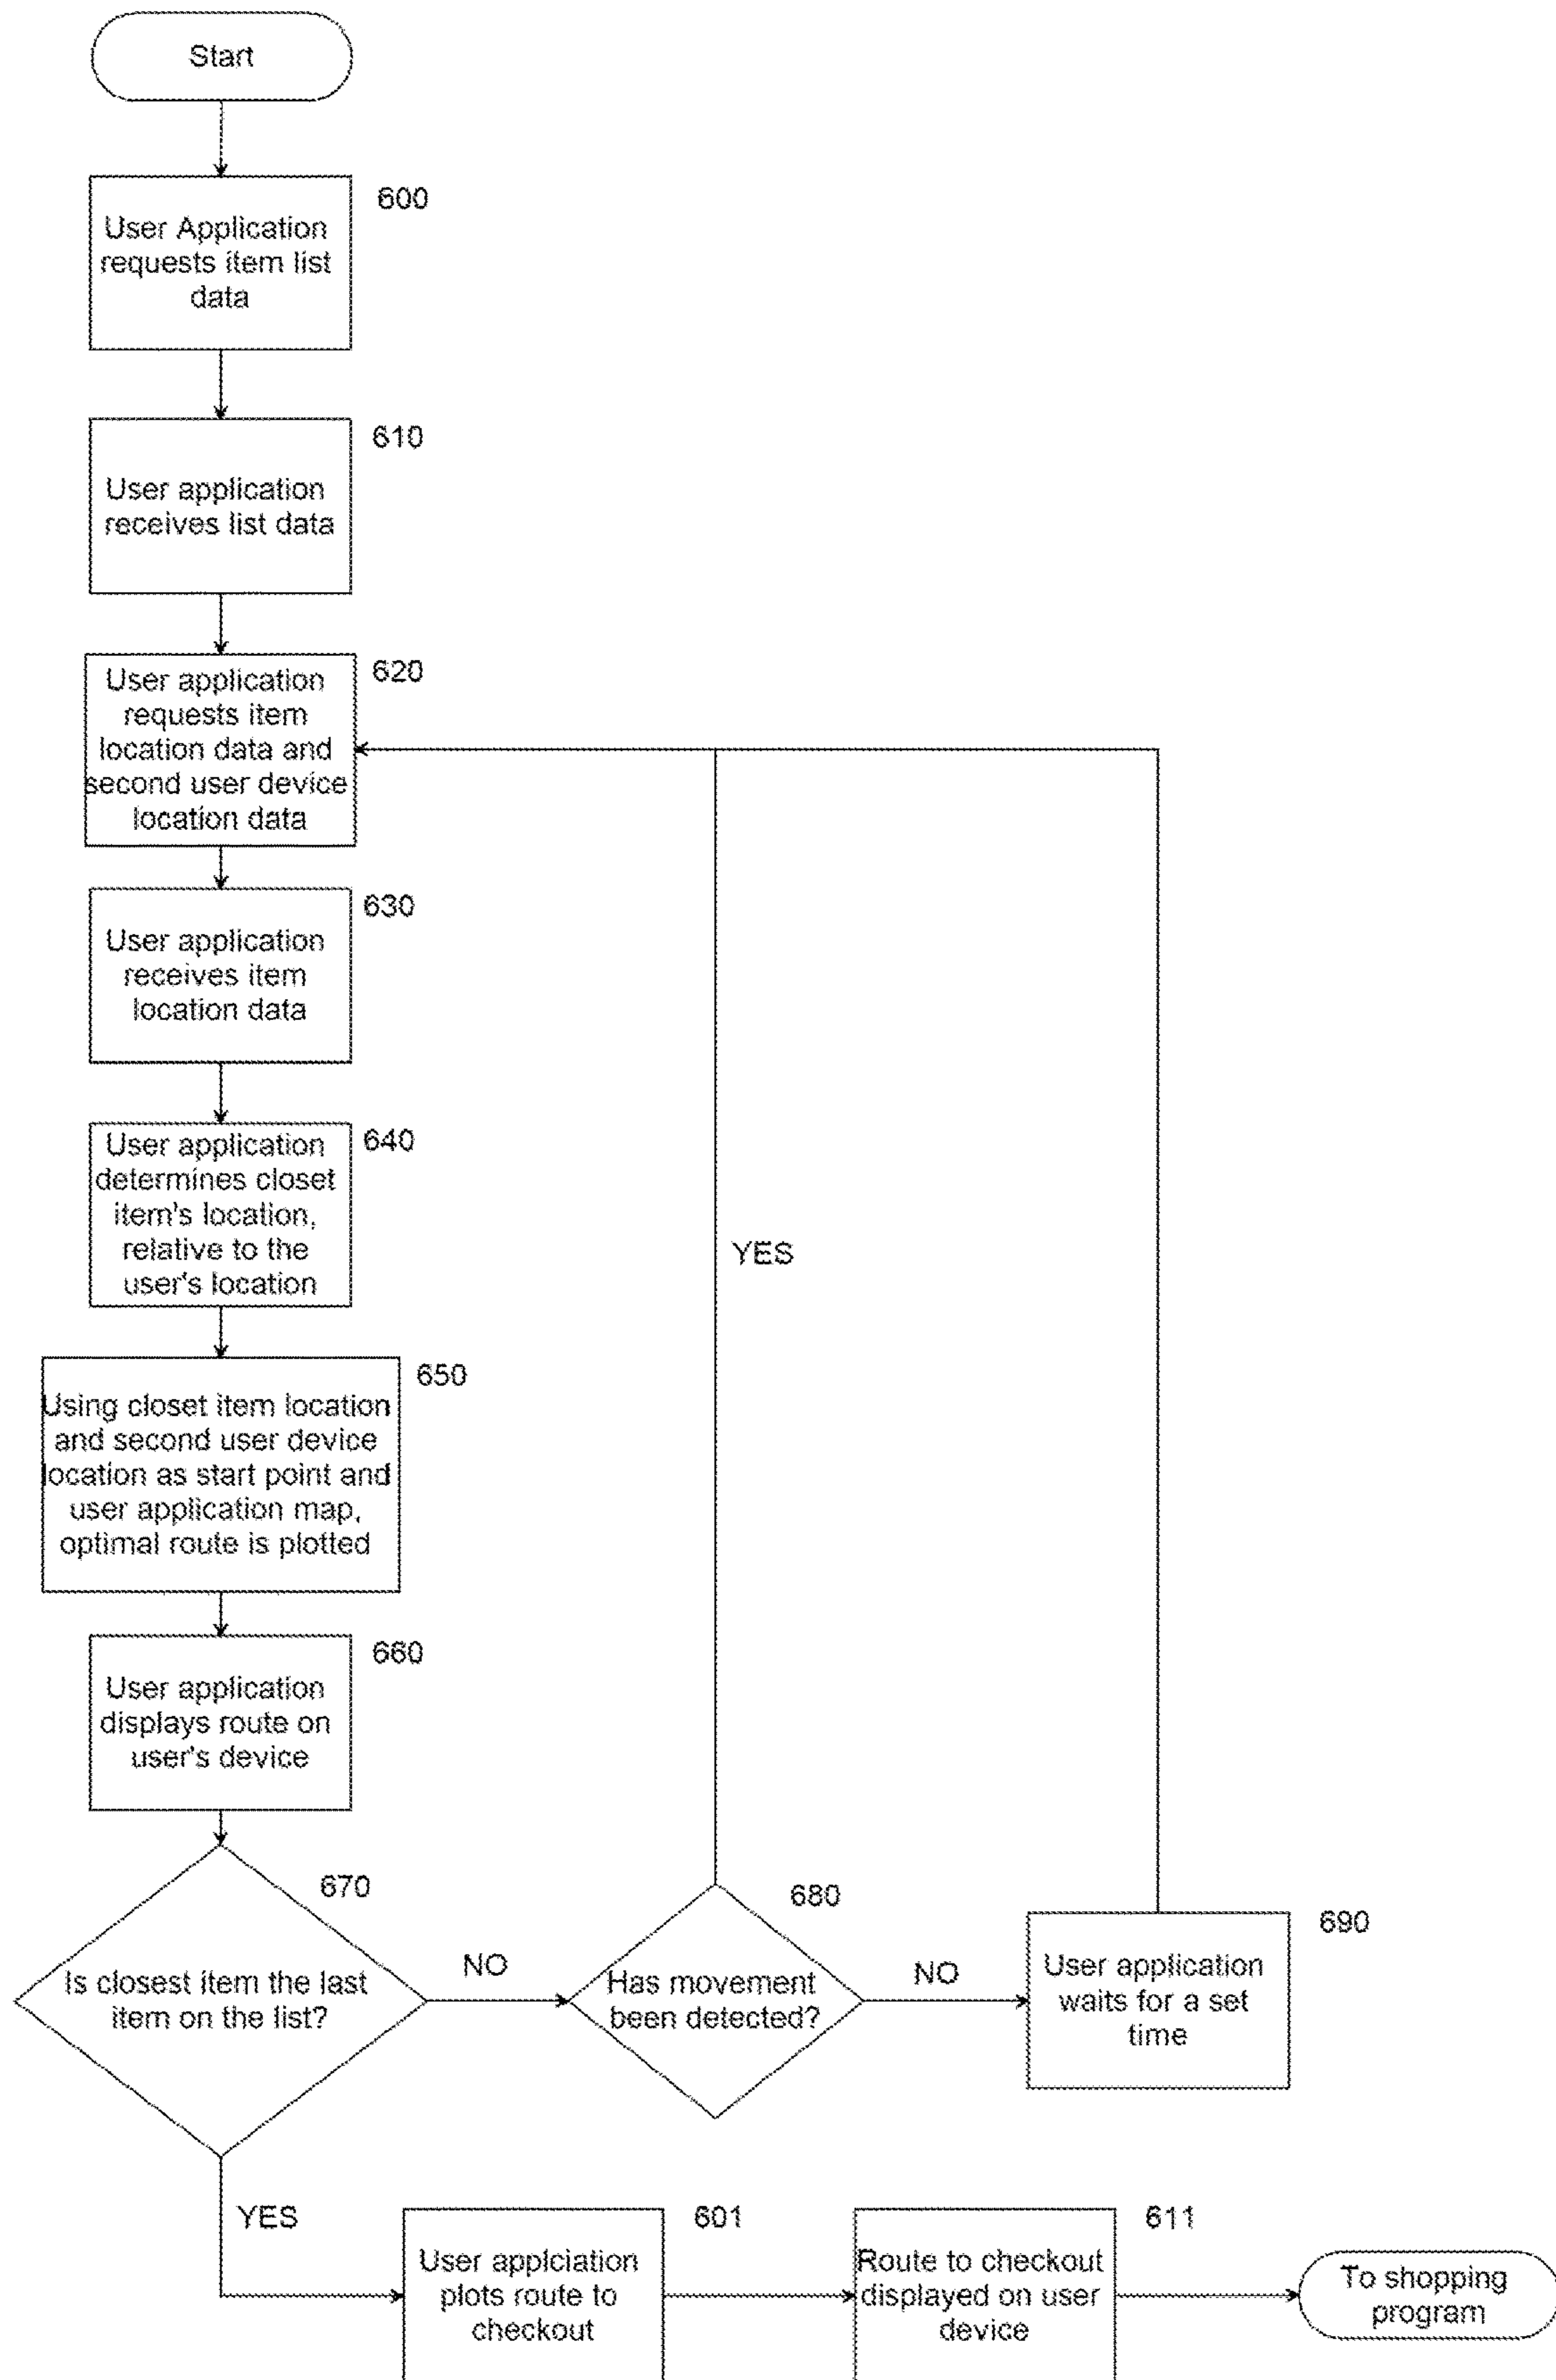 Start
600
User Application
requests item list
data
610
User application
receives list data
620
User application
requests item
location data and
second user device
location data
630
User application
receives item
location data
640
User application
determines closet
item's location,
relative to the
user's location
650
Using closet item location
and second user device
location as start point and
user application map,
optimal route is plotted
660
User application
displays route on
user's device
670
Is closest item the last
item on the list?
NO
680
Has movement
been detected?
YES
NO
690
User application
waits for a set
time
YES
601
User applciation
plots route to
checkout
611
Route to checkout
displayed on user
device
To shopping
program